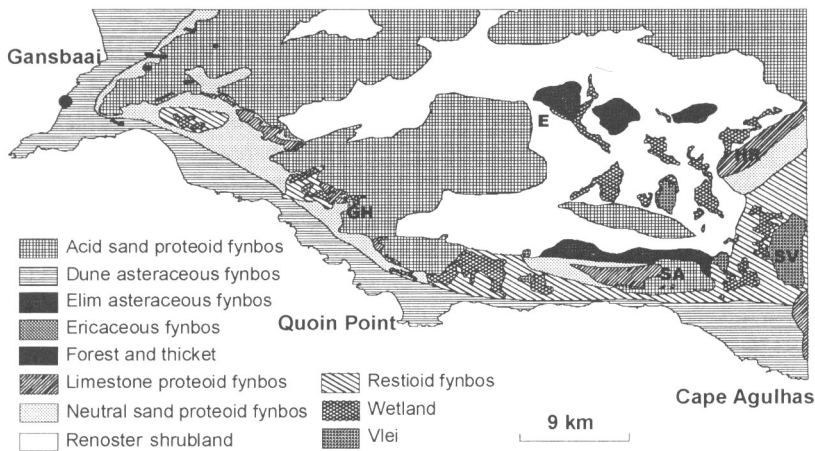 Gansbaai
E
HR
GH
SV
SA
Quoin Point
Cape Agulhas
Acid sand proteoid fynbos
Dune asteraceous fynbos
Elim asteraceous fynbos
Ericaceous fynbos
Forest and thicket
Limestone proteoid fynbos
Neutral sand proteoid fynbos
Renoster shrubland
Restioid fynbos
Wetland
Vlei
9 km